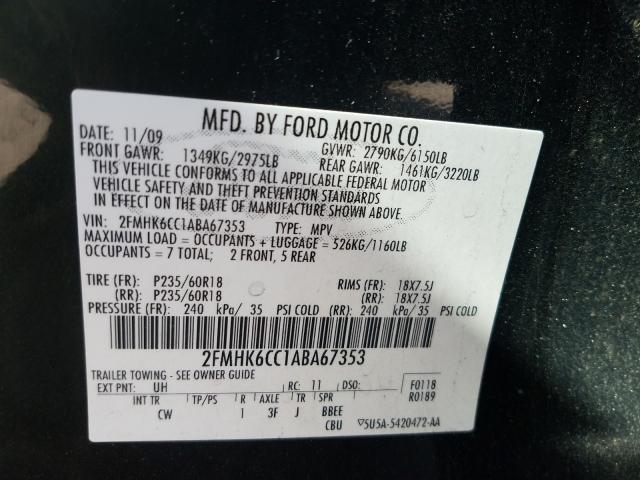 MFD. BY FORD MOTOR CO.
DATE: 11/09 GVWR: 2790KG/6150LB
FRONT GAWR: 1349KG/2975LB REAR GAWR: 1461KG/3220LB
THIS VEHICLE CONFORMS TO ALL APPLICABLE FEDERAL MOTOR
VEHICLE SAFETY AND THEFT PREVENTION STANDARDS
IN EFFECT ON THE DATE OF MANUFACTURE SHOWN ABOVE.
VIN: 2FMHK6CC1ABA67353 TYPE: MPV
MAXIMUM LOAD = OCCUPANTS + LUGGAGE = 526KG/1160LB
OCCUPANTS = 7 TOTAL; 2 FRONT, 5 REAR
TIRE (FR): P235/60R18 RIMS (FR): 18X7.5J
(RR): P235/60R18 (RR): 18X7.5J
PRESSURE (FR): 240 kPa/ 35 PSI COLD (RR): 240 kPa/ 35 PSI COLD
2FMHK6CC1ABA67353
TRAILER TOWING - SEE OWNER GUIDE
EXT PNT: UH RC: 11 DSO: F0118
R0189
INT TR TP/PS R AXLE TR SPR
CW 1 3F J BBEE
CBU 5U5A-5420472-AA